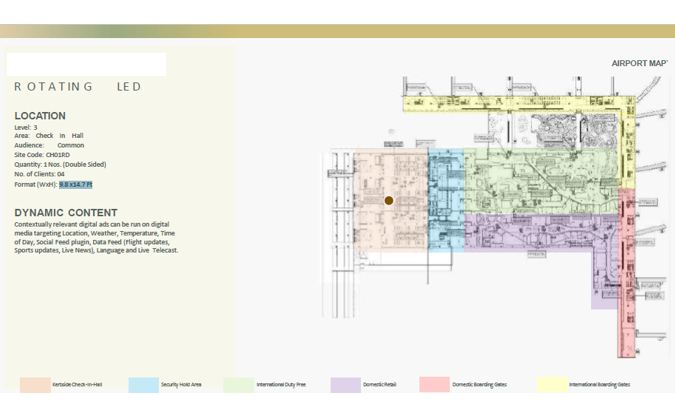 AIRPORT MAP
ROTATING LED
LOCATION
Level: 3
Area: Check In Hall
Audience: Common
Site Code: CH01RD
Quantity: 1 Nos. (Double Sided)
No. of Clients: 04
Format (WxH): 9.8 x14.7 Ft
DYNAMIC CONTENT
Contextually relevant digital ads can be run on digital
media targeting Location, Weather, Temperature, Time
of Day, Social Feed plugin, Data Feed (Flight updates,
Sports updates, Live News), Language and Live Telecast.
Kerbside Check-In-Hall
Security Hold Area
International Duty Free
Domestic Retail
Domestic Boarding Gates
International Boarding Gates